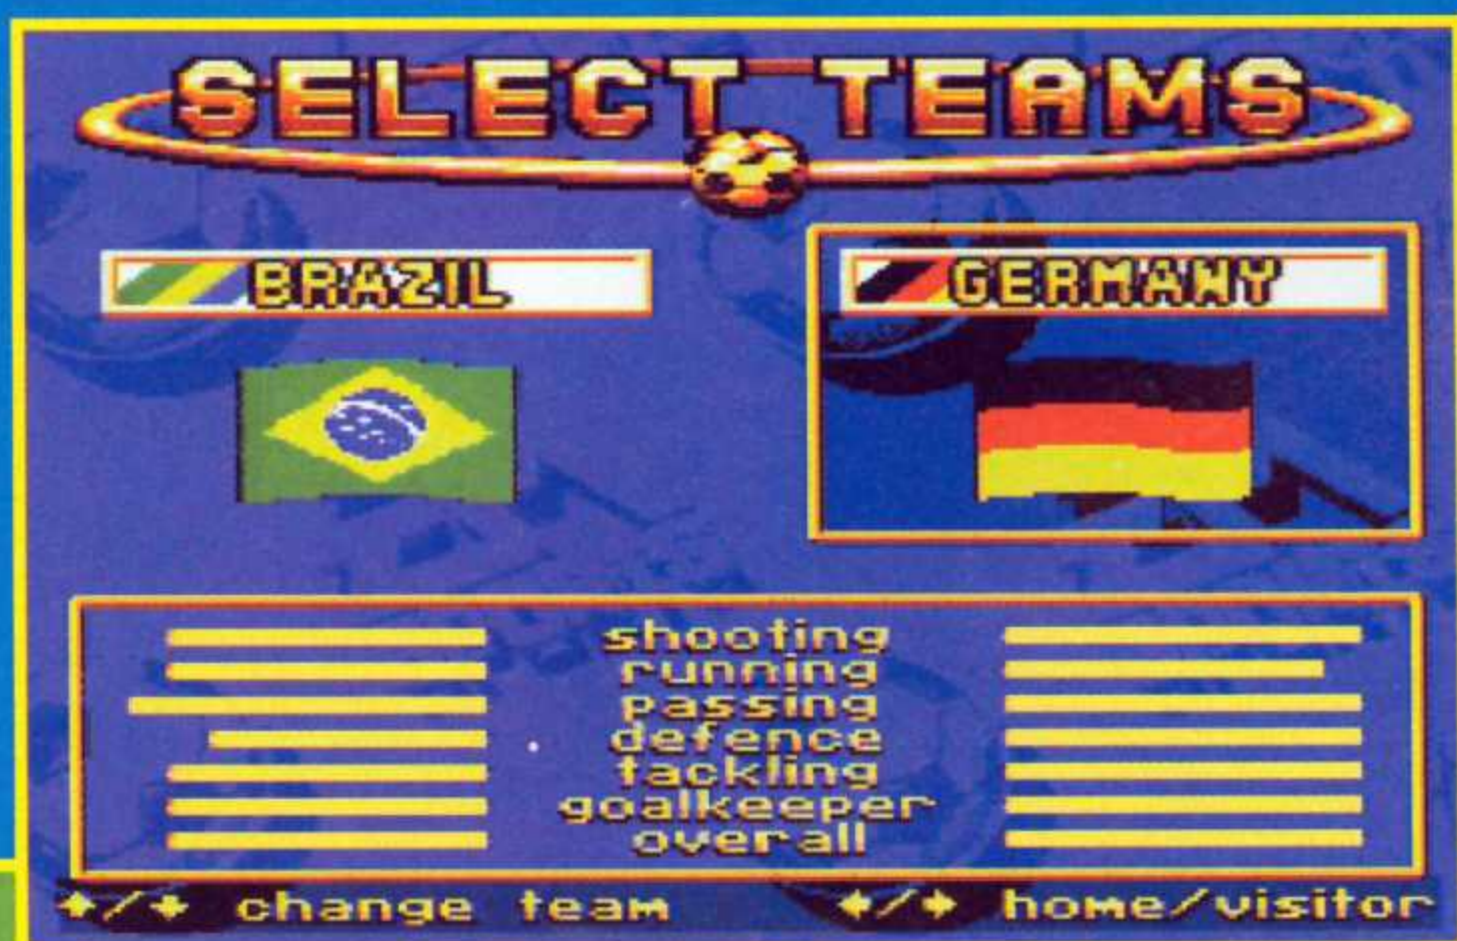 SELECT TEAMS
BRAZIL
GERMANY
shooting
running
passing
defence
tackling
goalkeeper
overall
↑/↓ change team
←/→ home/visitor